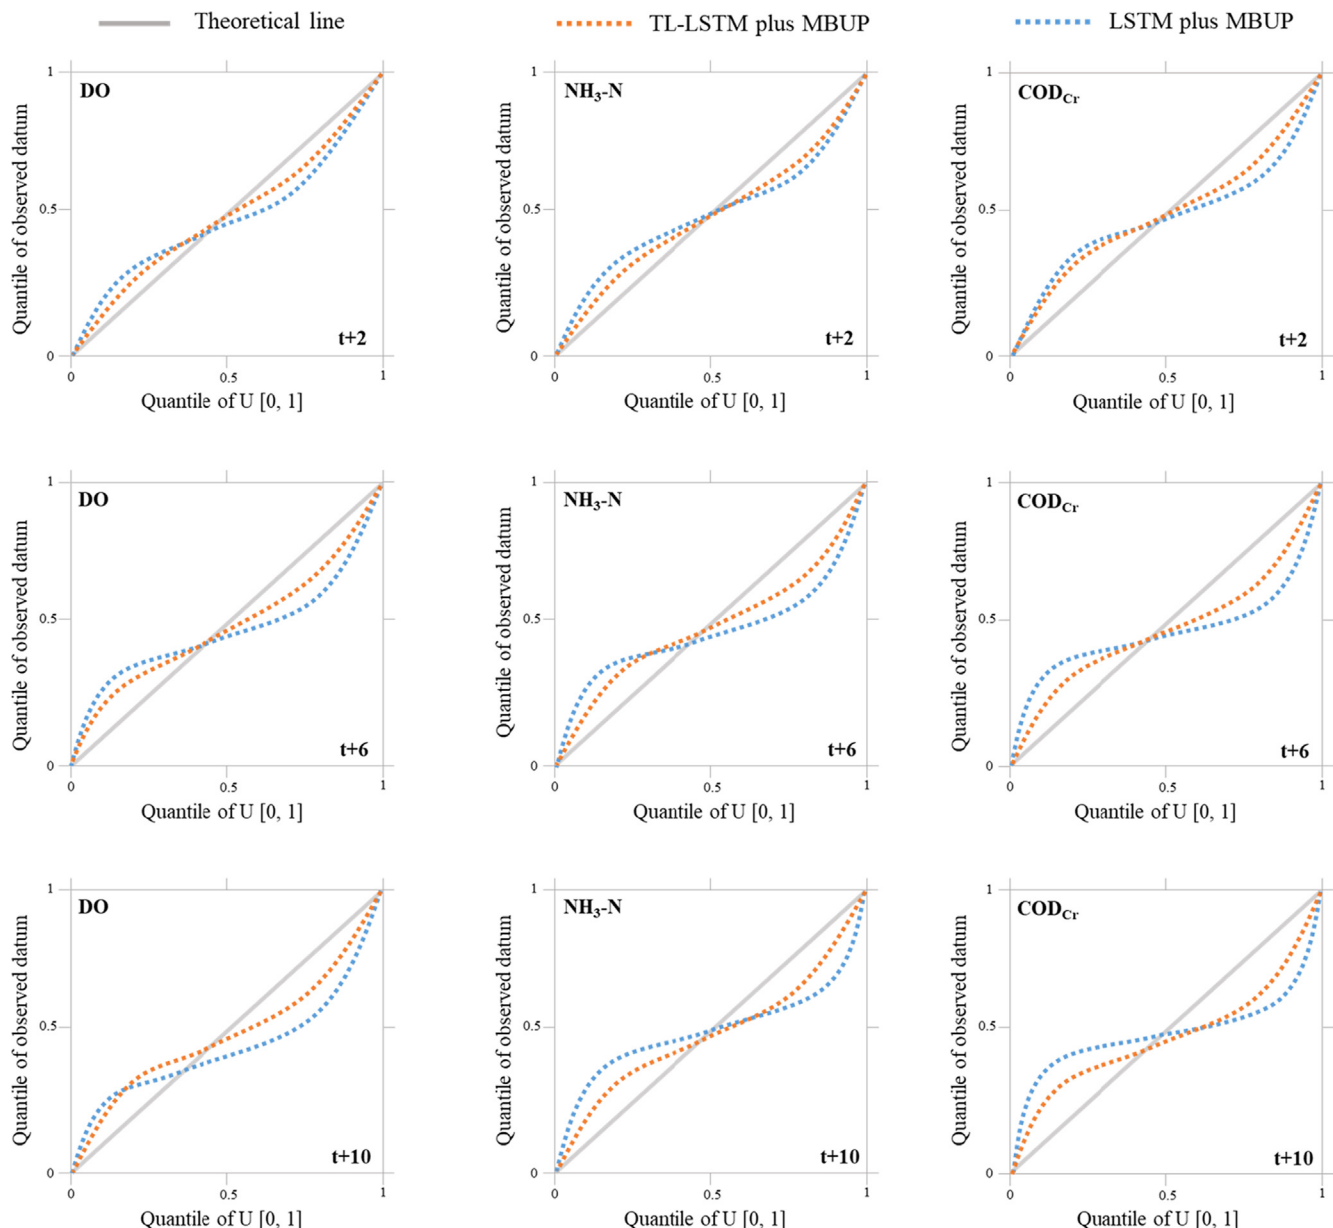 Theoretical line
TL-LSTM plus MBUP
LSTM plus MBUP
Quantile of observed datum
1
0.5
0
DO
t+2
0
0.5
1
Quantile of U [0, 1]
Quantile of observed datum
1
0.5
0
NH3-N
t+2
0
0.5
1
Quantile of U [0, 1]
Quantile of observed datum
1
0.5
0
CODCr
t+2
0
0.5
1
Quantile of U [0, 1]
Quantile of observed datum
1
0.5
0
DO
t+6
0
0.5
1
Quantile of U [0, 1]
Quantile of observed datum
1
0.5
0
NH3-N
t+6
0
0.5
1
Quantile of U [0, 1]
Quantile of observed datum
1
0.5
0
CODCr
t+6
0
0.5
1
Quantile of U [0, 1]
Quantile of observed datum
1
0.5
0
DO
t+10
0
0.5
1
Quantile of U [0, 1]
Quantile of observed datum
1
0.5
0
NH3-N
t+10
0
0.5
1
Quantile of U [0, 1]
Quantile of observed datum
1
0.5
0
CODCr
t+10
0
0.5
1
Quantile of U [0, 1]